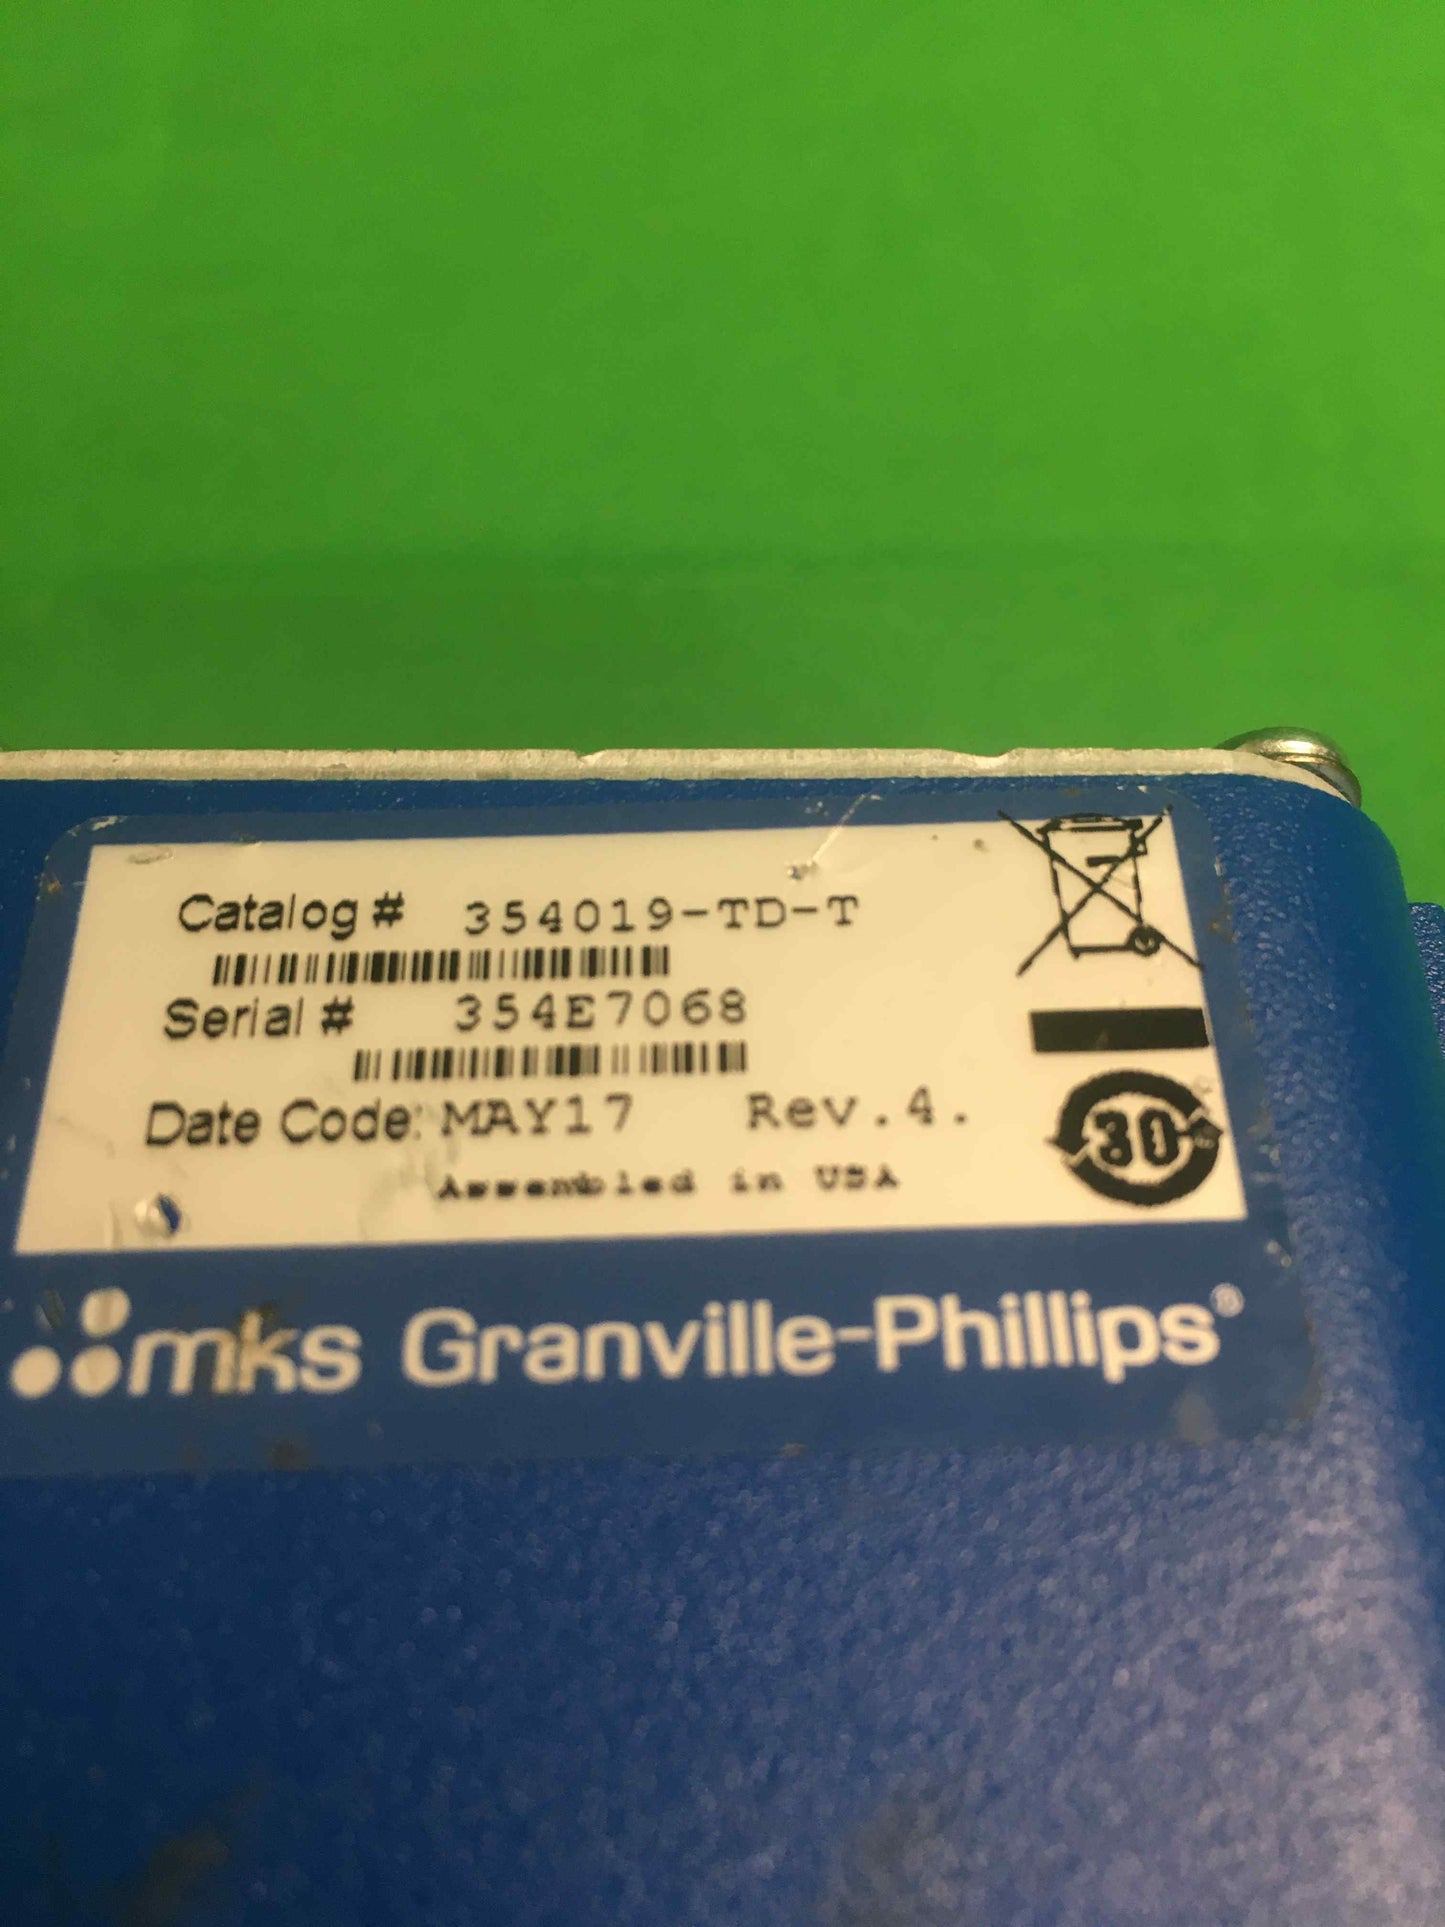 Catalog # 354019-TD-T
Serial # 354E7068
Date Code: MAY17 Rev.4.
Assembled in USA
30
mks Granville-Phillips®